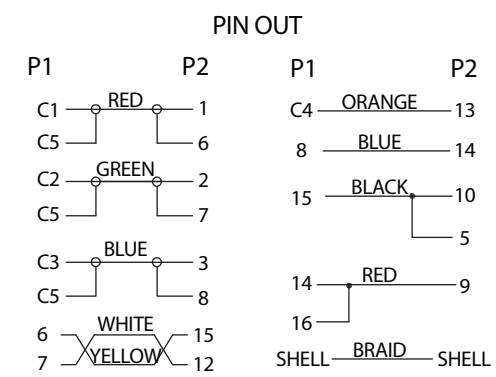 PIN OUT
P1 P2
C1 RED 1
C5 6
C2 GREEN 2
C5 7
C3 BLUE 3
C5 8
6 WHITE 15
7 YELLOW 12
P1 P2
C4 ORANGE 13
8 BLUE 14
15 BLACK 10
5
14 RED 9
16
SHELL BRAID SHELL